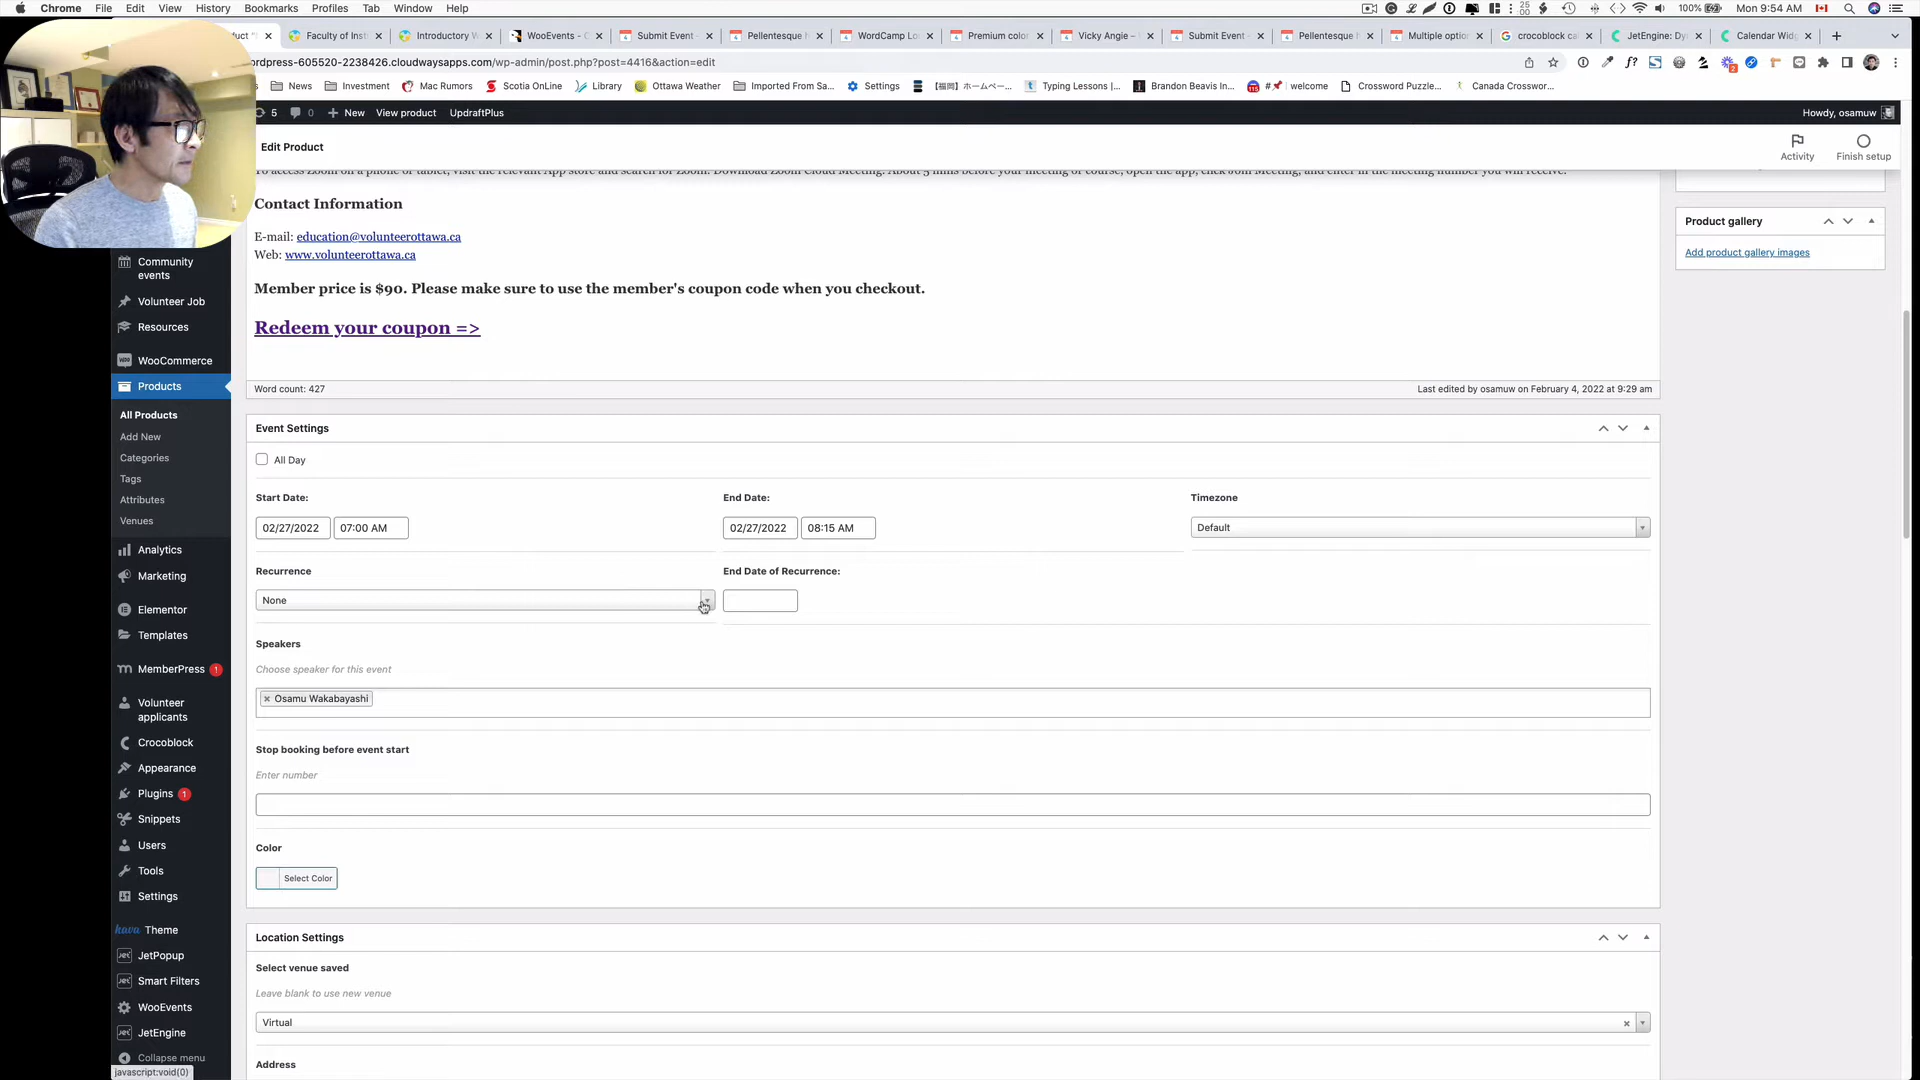 Chrome File Edit View History Bookmarks Profiles Tab Window Help
25
00
100%
Mon 9:54 AM
Faculty of Inst
Introductory W
WooEvents - C
Submit Event -
Pellentesque h
WordCamp Lo
Premium color
Vicky Angie –
Submit Event -
Pellentesque h
Multiple optio
crocoblock cal
JetEngine: Dy
Calendar Widg
ordpress-605520-2238426.cloudwaysapps.com/wp-admin/post.php?post=4416&action=edit
News
Investment
Mac Rumors
Scotia OnLine
Library
Ottawa Weather
Imported From Sa...
Settings
【福岡】ホームペー...
Typing Lessons |...
Brandon Beavis In...
welcome
Crossword Puzzle...
Canada Crosswor...
5
0
New
View product
UpdraftPlus
Howdy, osamuw
Edit Product
Activity
Finish setup
To access Zoom on a phone or tablet, visit the relevant App store and search for Zoom. Download Zoom Cloud Meeting. About 5 mins before your meeting or course, open the app, click Join Meeting, and enter in the meeting number you will receive.
Contact Information
E-mail: education@volunteerottawa.ca
Web: www.volunteerottawa.ca
Member price is $90. Please make sure to use the member's coupon code when you checkout.
Redeem your coupon =>
Word count: 427
Last edited by osamuw on February 4, 2022 at 9:29 am
Product gallery
Add product gallery images
Community
events
Volunteer Job
Resources
WooCommerce
Products
All Products
Add New
Categories
Tags
Attributes
Venues
Analytics
Marketing
Elementor
Templates
MemberPress 1
Volunteer
applicants
Crocoblock
Appearance
Plugins 1
Snippets
Users
Tools
Settings
kava Theme
JetPopup
Smart Filters
WooEvents
JetEngine
Collapse menu
javascript:void(0)
Event Settings
All Day
Start Date:
End Date:
Timezone
02/27/2022
07:00 AM
02/27/2022
08:15 AM
Default
Recurrence
End Date of Recurrence:
None
Speakers
Choose speaker for this event
× Osamu Wakabayashi
Stop booking before event start
Enter number
Color
Select Color
Location Settings
Select venue saved
Leave blank to use new venue
Virtual
×
Address